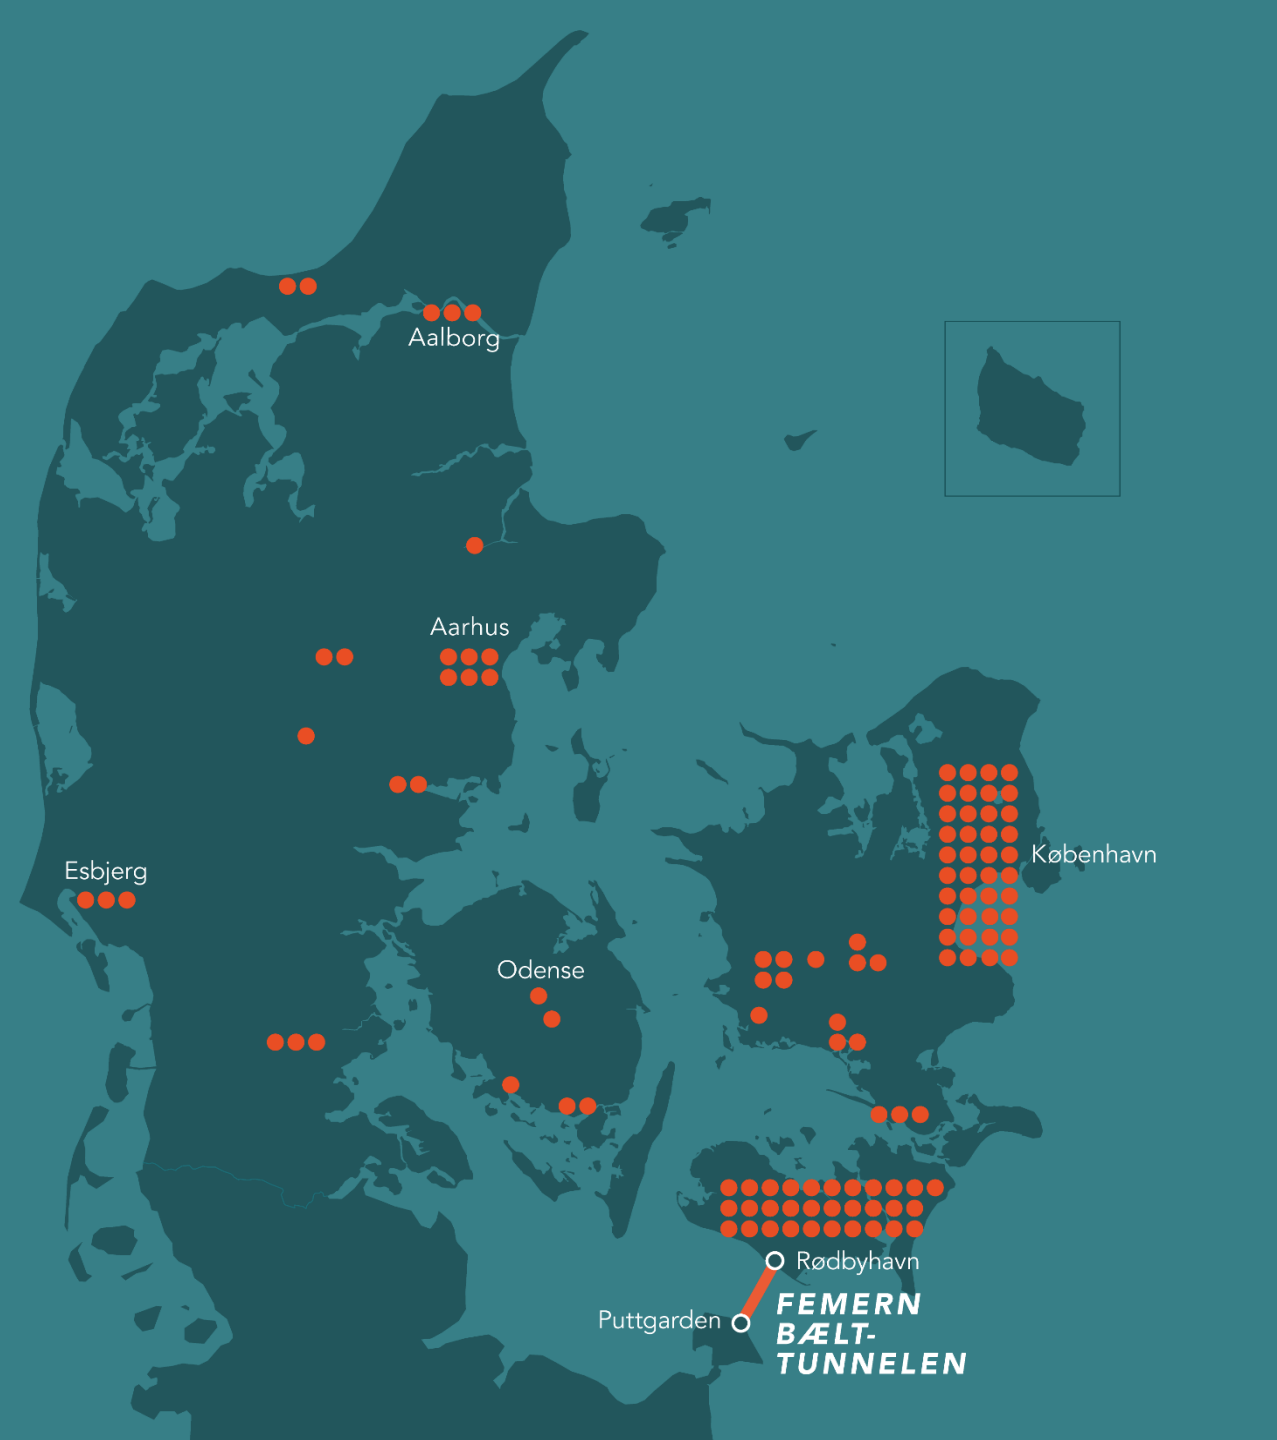 Aalborg
Aarhus
København
Esbjerg
Odense
Rødbyhavn
Puttgarden
FEMERN
BÆLT-
TUNNELEN